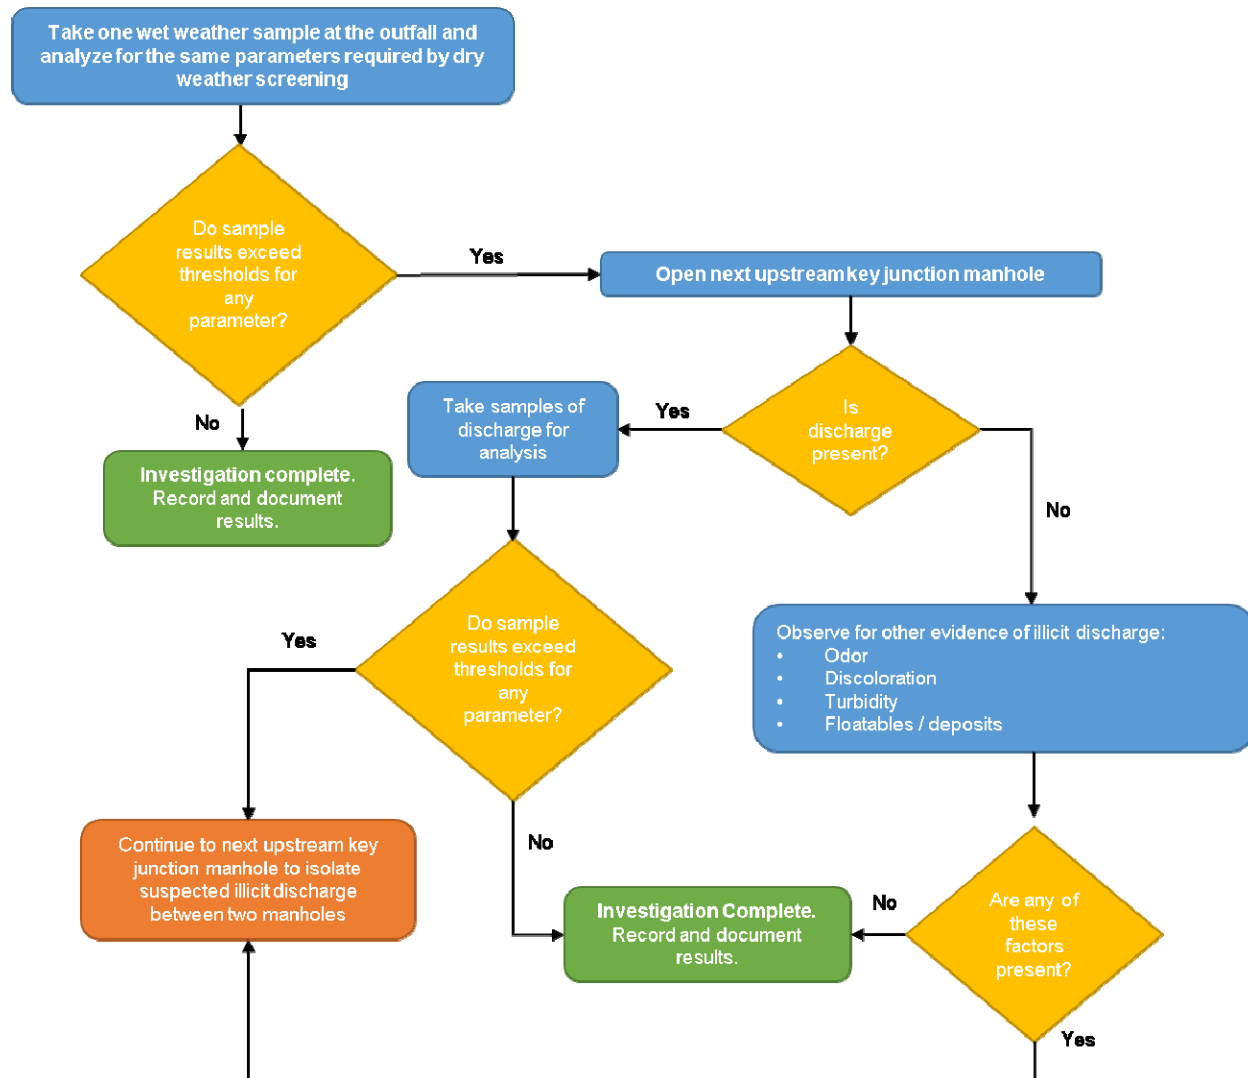 Take one wet weather sample at the outfall and
analyze for the same parameters required by dry
weather screening
Do sample
results exceed
thresholds for
any
parameter?
Yes
Open next upstream key junction manhole
No
Investigation complete.
Record and document
results.
Is
discharge
present?
Yes
Take samples of
discharge for
analysis
No
Do sample
results exceed
thresholds for
any
parameter?
Yes
Observe for other evidence of illicit discharge:
• Odor
• Discoloration
• Turbidity
• Floatables / deposits
Continue to next upstream key
junction manhole to isolate
suspected illicit discharge
between two manholes
No
Investigation Complete.
Record and document
results.
No
Are any of
these
factors
present?
Yes